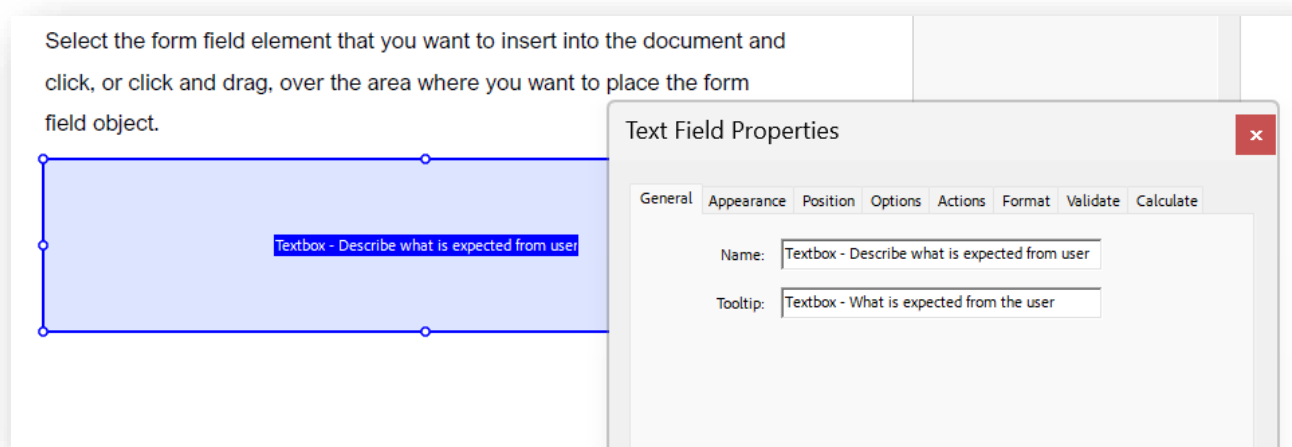 Select the form field element that you want to insert into the document and
click, or click and drag, over the area where you want to place the form
field object.
Textbox - Describe what is expected from user
Text Field Properties
General Appearance Position Options Actions Format Validate Calculate
Name: Textbox - Describe what is expected from user
Tooltip: Textbox - What is expected from the user